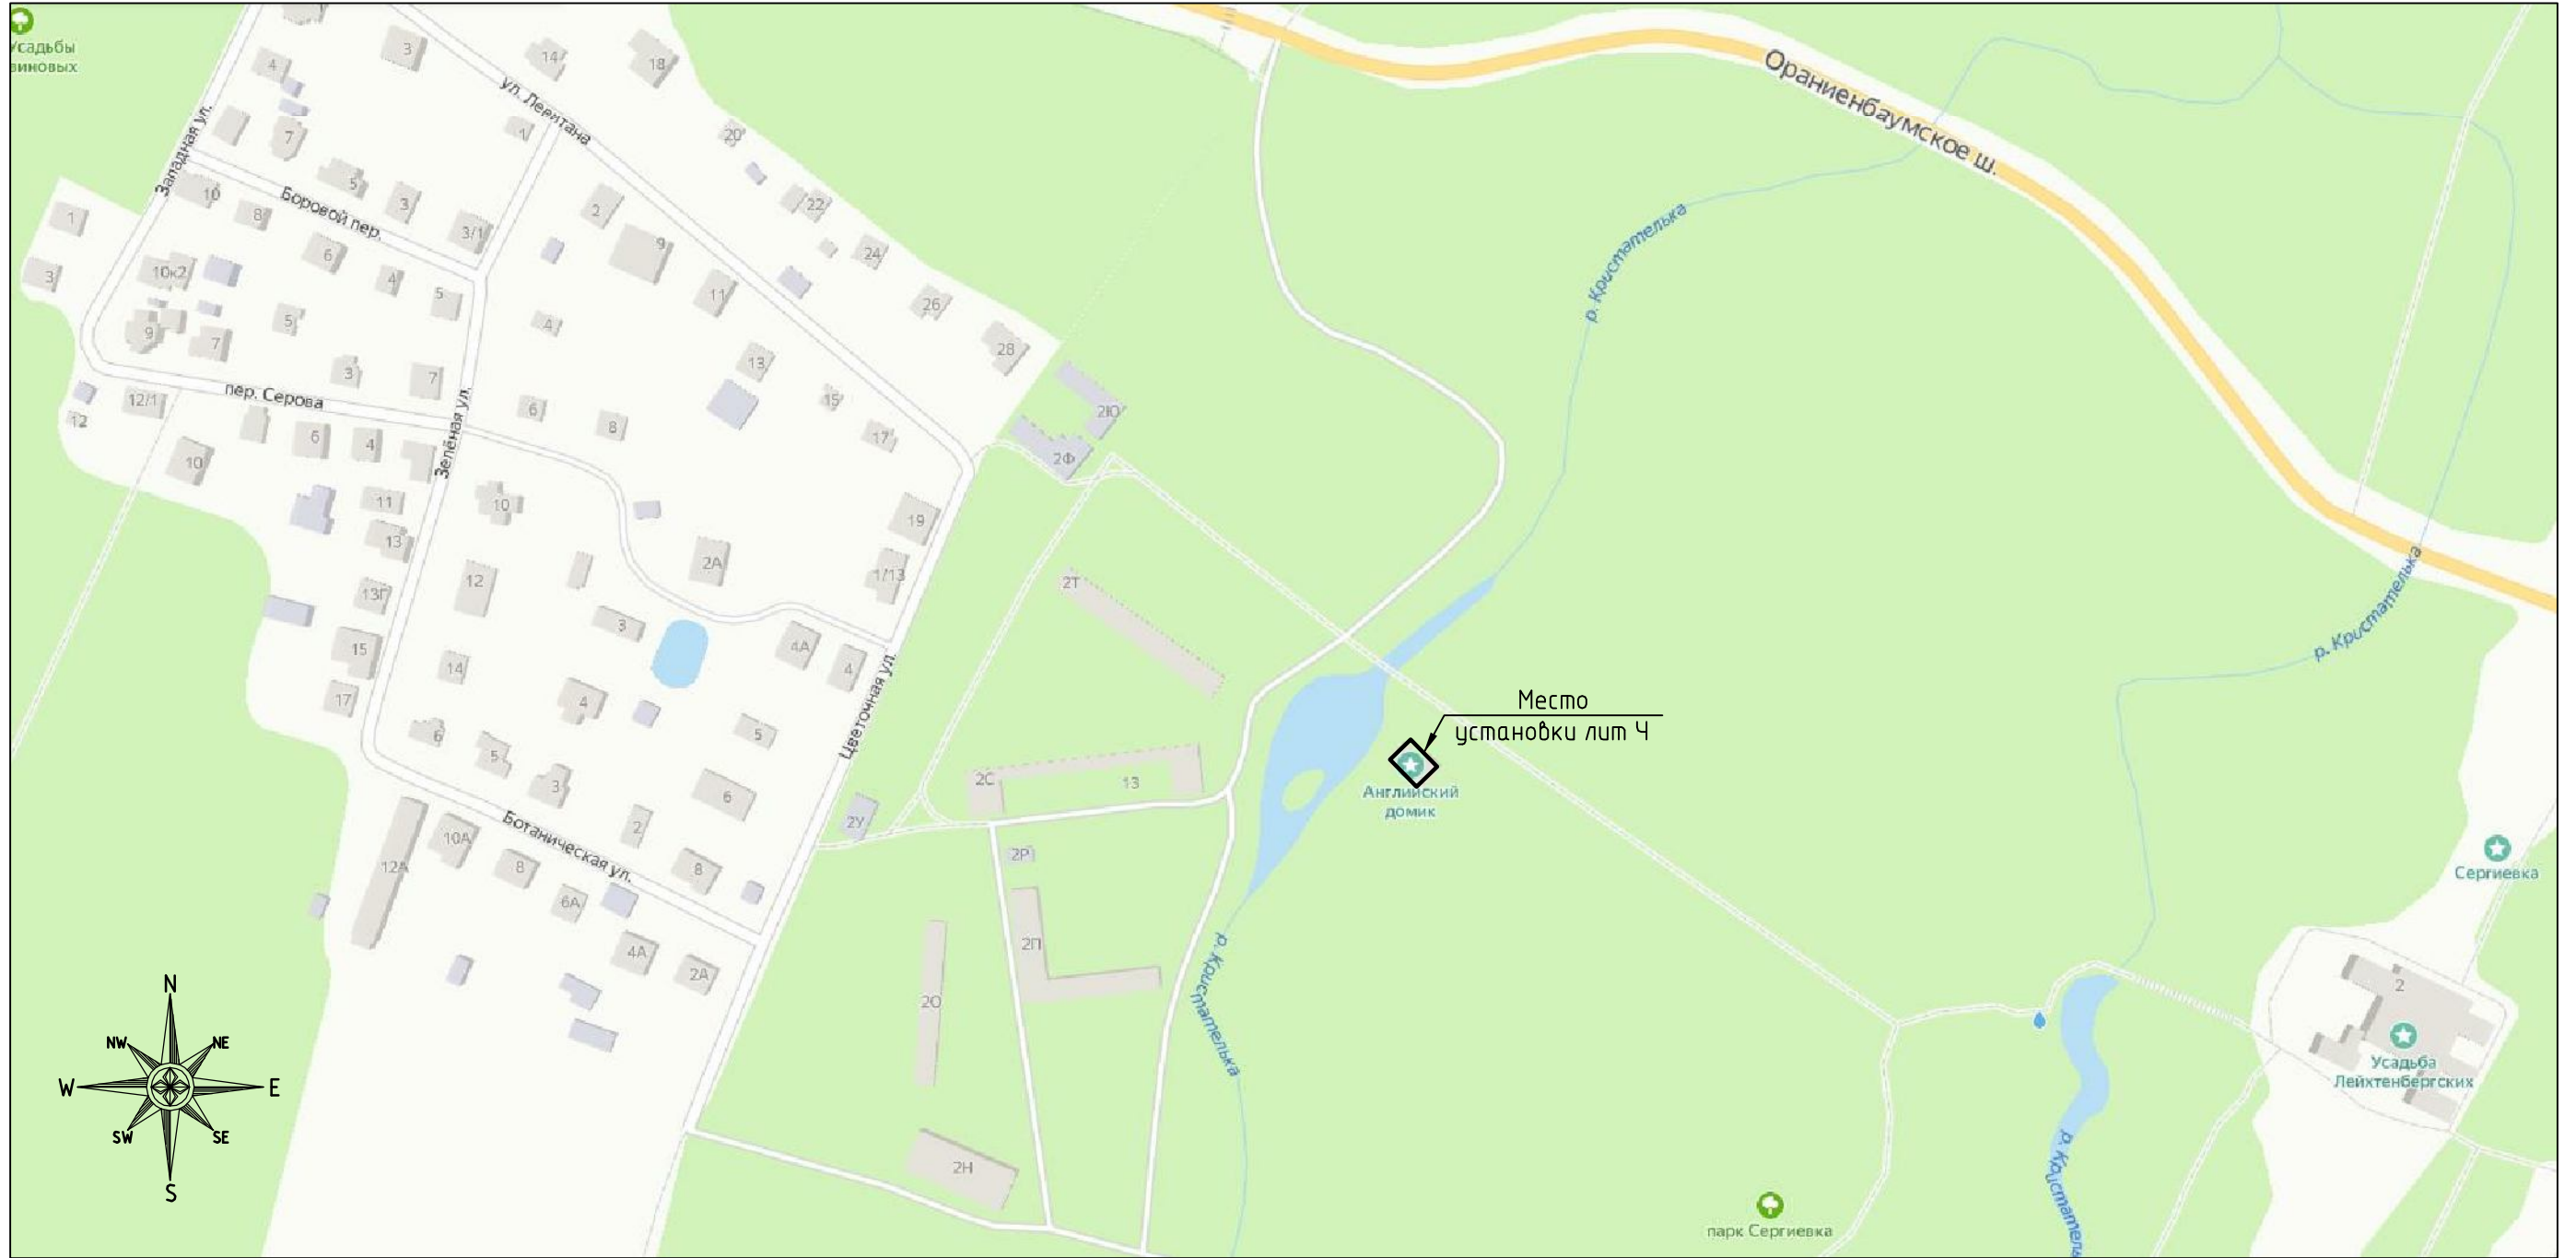 Усадьбы
виновых
4
3
14
18
ул. Левитана
Ораниенбаумское ш.
Западная ул.
7
1
20
10
Боровой пер.
5
3
8
3/1
2
9
22
24
1
3
6
10к2
4
5
11
26
р. Кристателька
9
7
5
4
13
28
3
7
12/1
пер. Серова
12
6
8
15
17
2Ю
2Ф
10
6
4
Зелёная ул.
11
10
19
13
2А
1/13
12
13Г
2Т
3
15
14
4А
4
р. Кристателька
17
4
Цветочная ул.
6
5
5
Место
установки лит Ч
3
6
2С
13
Английский
домик
10А
Ботаническая ул.
2
2У
12А
8
8
2Р
Сергиевка
6А
4А
2А
2П
2О
р. Кристателька
2
Усадьба
Лейхтенбергских
N
NW
NE
W
E
SW
SE
S
2Н
парк Сергиевка
р. Кристатель